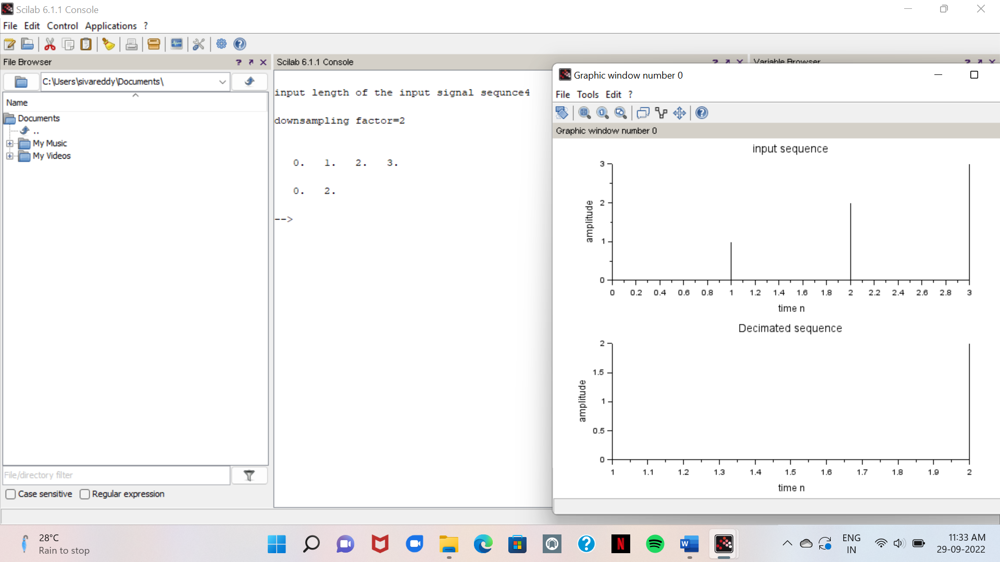 Scilab 6.1.1 Console
File Edit Control Applications ?
File Browser ?
C:\Users\sivareddy\Documents\
Name
Documents
..
My Music
My Videos
File/directory filter
Case sensitive Regular expression
Scilab 6.1.1 Console ?
input length of the input signal sequnce4
downsampling factor=2
0. 1. 2. 3.
0. 2.
-->
Variable Browser ?
Graphic window number 0
File Tools Edit ?
Graphic window number 0
input sequence
3
2
1
0
amplitude
0 0.2 0.4 0.6 0.8 1 1.2 1.4 1.6 1.8 2 2.2 2.4 2.6 2.8 3
time n
Decimated sequence
2
1.5
1
0.5
0
amplitude
1 1.1 1.2 1.3 1.4 1.5 1.6 1.7 1.8 1.9 2
time n
28°C
Rain to stop
ENG
IN
11:33 AM
29-09-2022